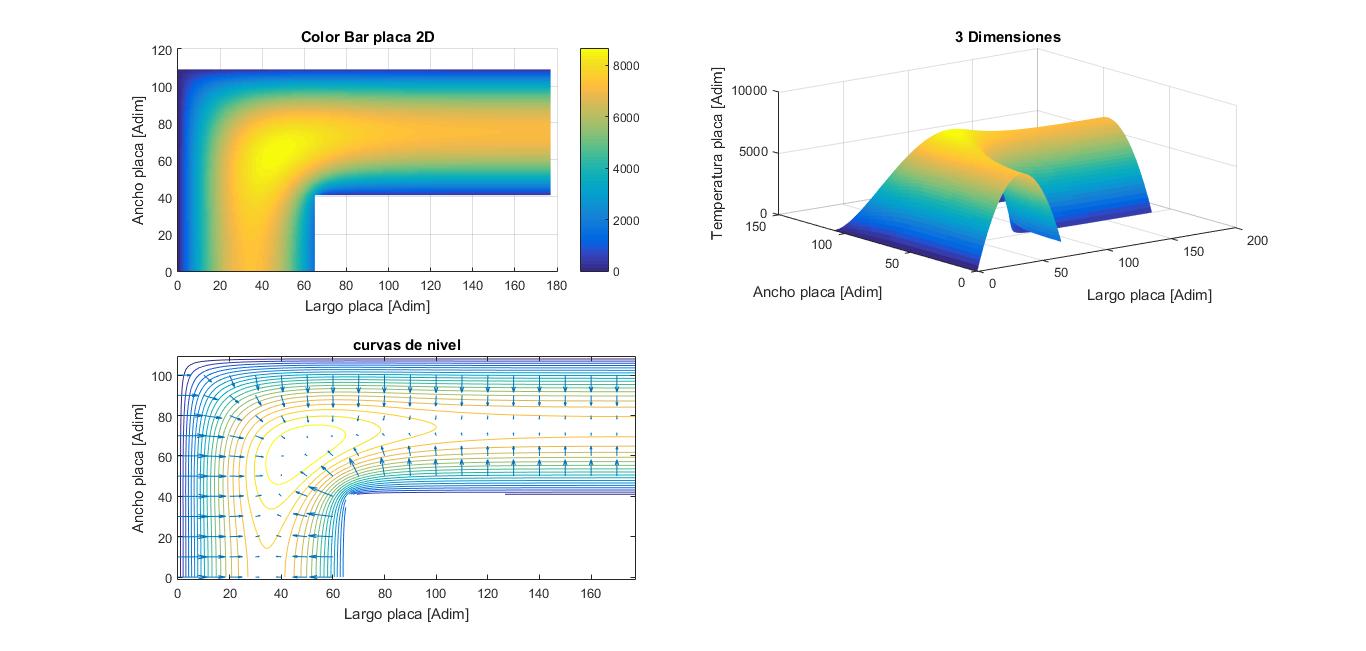 Color Bar placa 2D
120
100
80
60
40
20
0
Ancho placa [Adim]
0 20 40 60 80 100 120 140 160 180
Largo placa [Adim]
8000
6000
4000
2000
0
3 Dimensiones
Temperatura placa [Adim]
10000
5000
0
150
100
50
0
Ancho placa [Adim]
0
50
100
150
200
Largo placa [Adim]
curvas de nivel
100
80
60
40
20
0
Ancho placa [Adim]
0 20 40 60 80 100 120 140 160
Largo placa [Adim]